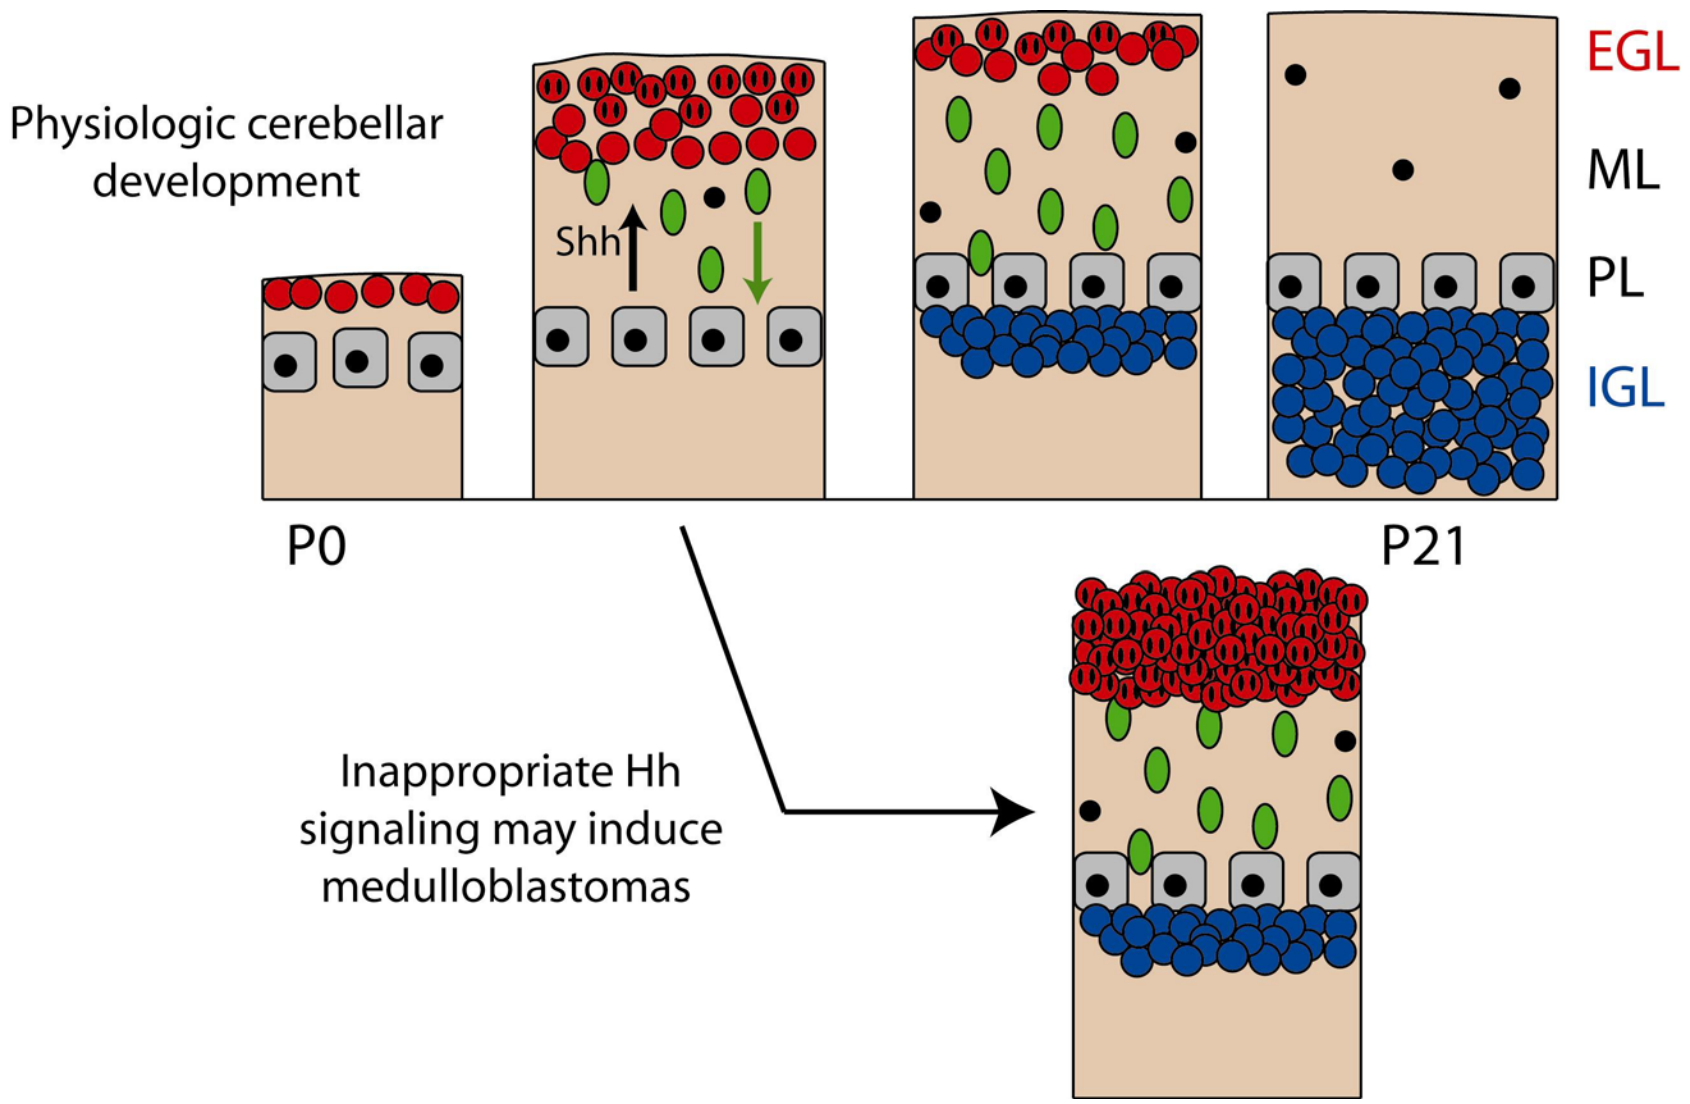 Physiologic cerebellar
development
Shh
EGL
ML
PL
IGL
P0
P21
Inappropriate Hh
signaling may induce
medulloblastomas